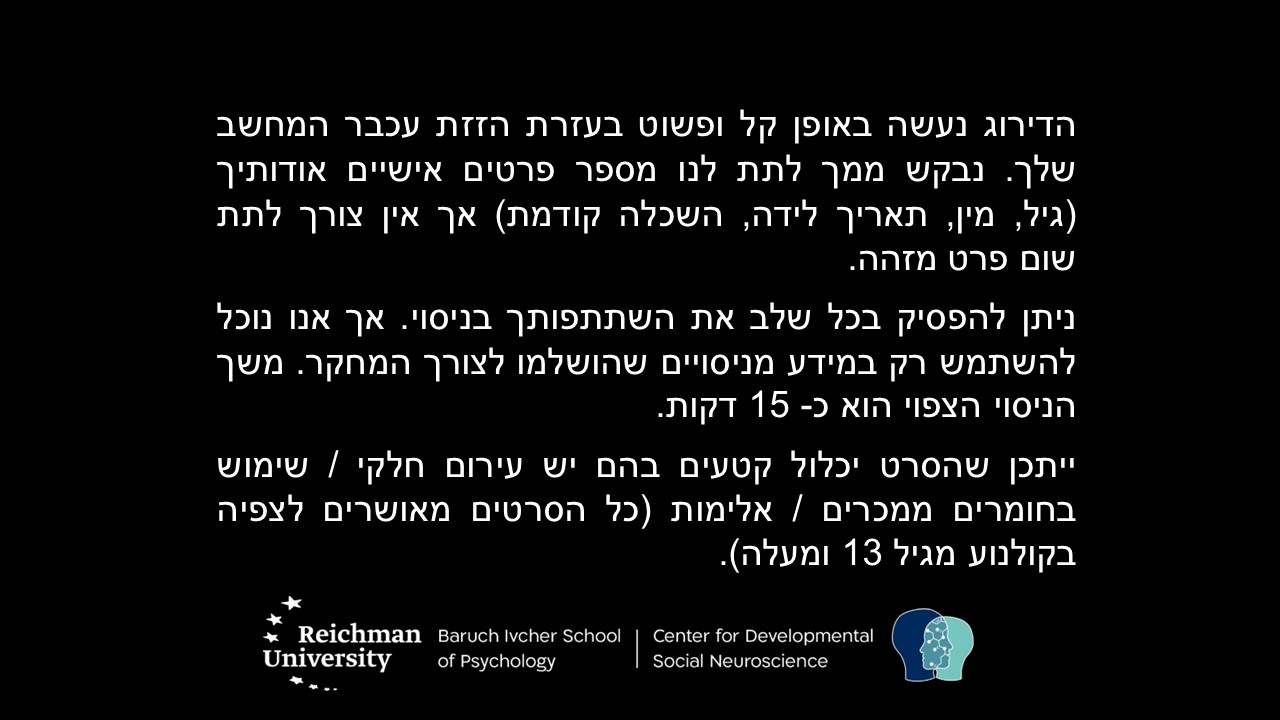 הדירוג נעשה באופן קל ופשוט בעזרת הזזת עכבר המחשב
שלך. נבקש ממך לתת לנו מספר פרטים אישיים אודותיך
(גיל, מין, תאריך לידה, השכלה קודמת) אך אין צורך לתת
שום פרט מזהה.
ניתן להפסיק בכל שלב את השתתפותך בניסוי. אך אנו נוכל
להשתמש רק במידע מניסויים שהושלמו לצורך המחקר. משך
הניסוי הצפוי הוא כ- 15 דקות.
ייתכן שהסרט יכלול קטעים בהם יש עירום חלקי / שימוש
בחומרים ממכרים / אלימות (כל הסרטים מאושרים לצפיה
בקולנוע מגיל 13 ומעלה).
Reichman
University
Baruch Ivcher School
of Psychology
Center for Developmental
Social Neuroscience